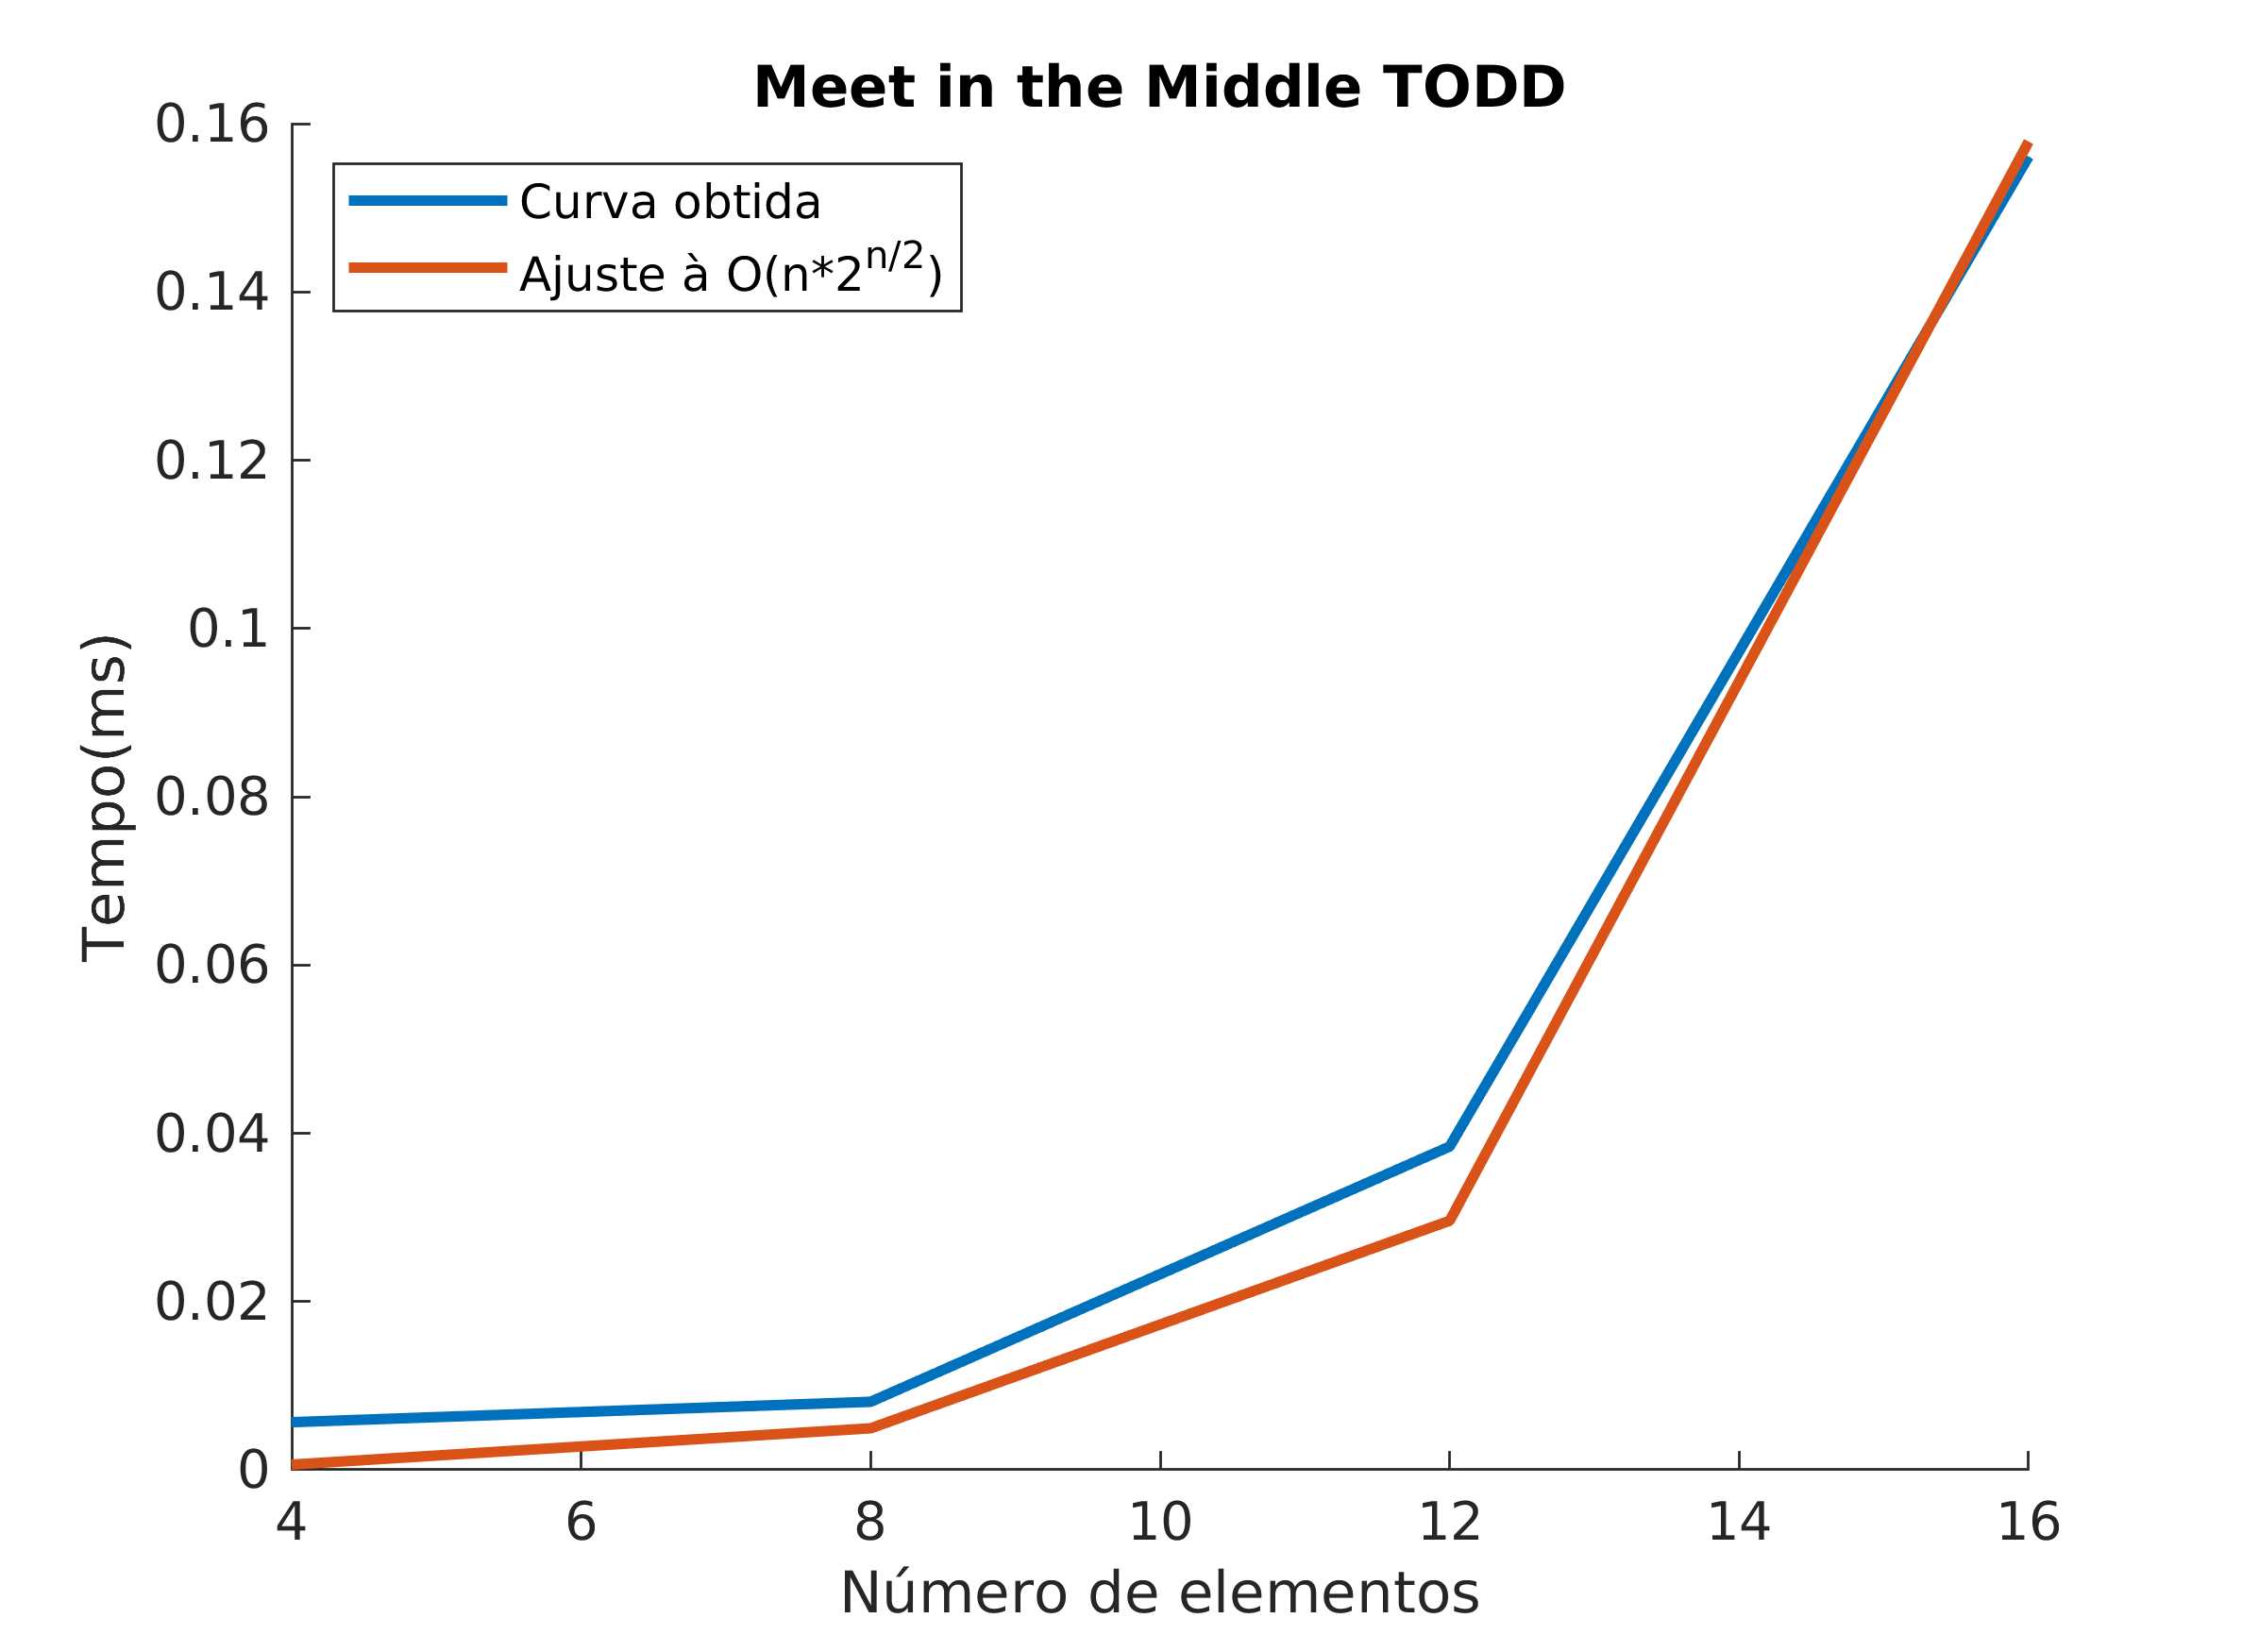 Meet in the Middle TODD
Curva obtida
Ajuste à O(n*2^n/2)
0.16
0.14
0.12
0.1
0.08
0.06
0.04
0.02
0
Tempo(ms)
4 6 8 10 12 14 16
Número de elementos